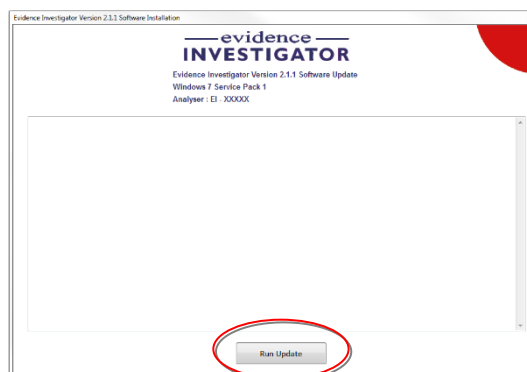 Evidence Investigator Version 2.1.1 Software Installation
evidence
INVESTIGATOR
Evidence Investigator Version 2.1.1 Software Update
Windows 7 Service Pack 1
Analyser : EI - XXXXX
Run Update